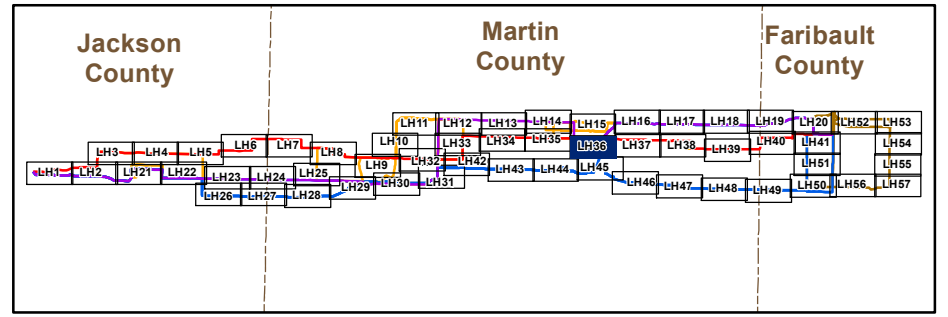 Jackson
County
Martin
County
Faribault
County
LH11
LH12
LH13
LH14
LH15
LH16
LH17
LH18
LH19
LH20
LH52
LH53
LH3
LH4
LH5
LH6
LH7
LH8
LH10
LH33
LH34
LH35
LH36
LH37
LH38
LH39
LH40
LH41
LH54
LH1
LH2
LH21
LH22
LH23
LH24
LH25
LH9
LH32
LH42
LH43
LH44
LH45
LH51
LH55
LH26
LH27
LH28
LH29
LH30
LH31
LH46
LH47
LH48
LH49
LH50
LH56
LH57